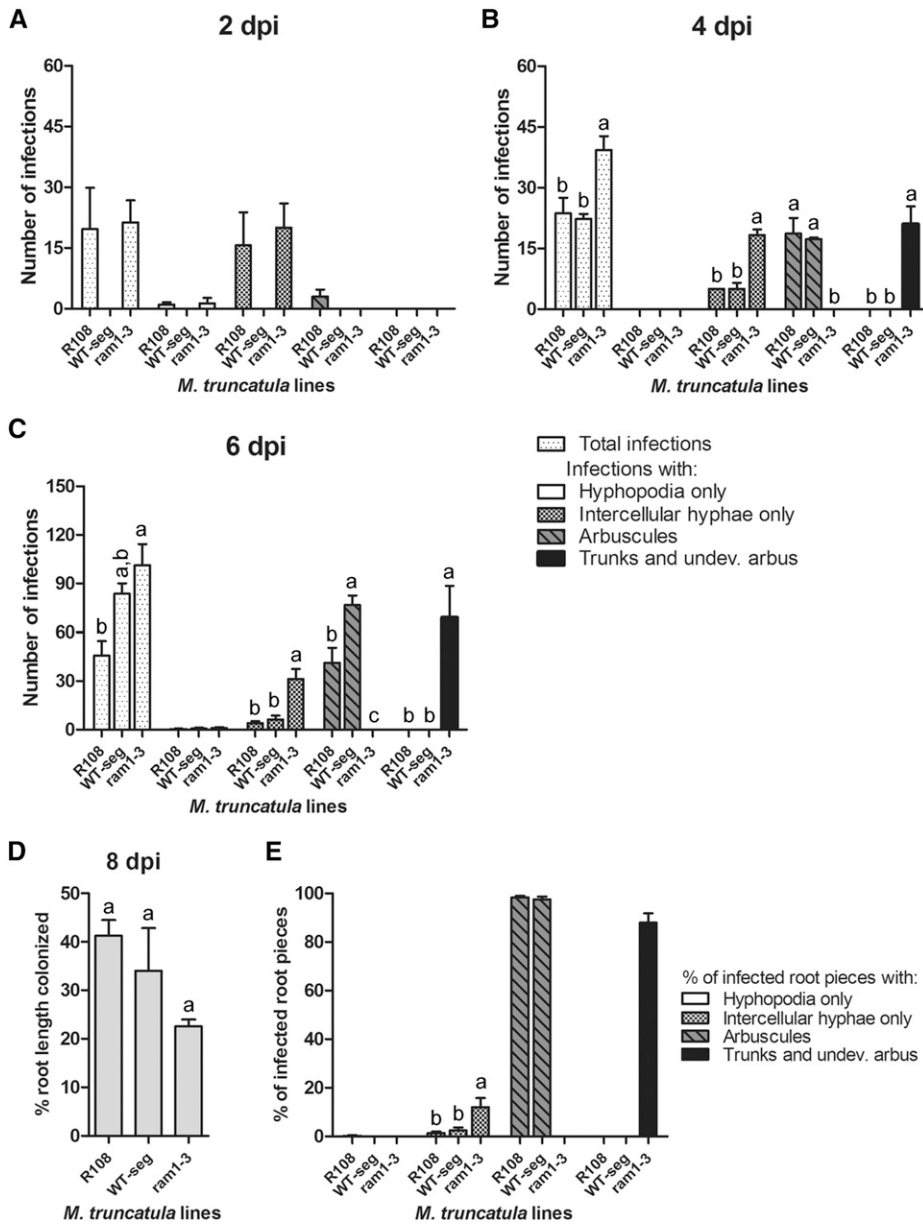 A
2 dpi
Number of infections
60
45
30
15
0
R108
WT-seg
ram1-3
R108
WT-seg
ram1-3
R108
WT-seg
ram1-3
R108
WT-seg
ram1-3
R108
WT-seg
ram1-3
M. truncatula lines
B
4 dpi
Number of infections
60
45
30
15
0
b
b
a
b
b
a
a
a
b
b
b
a
R108
WT-seg
ram1-3
R108
WT-seg
ram1-3
R108
WT-seg
ram1-3
R108
WT-seg
ram1-3
R108
WT-seg
ram1-3
M. truncatula lines
C
6 dpi
Number of infections
150
120
90
60
30
0
b
a,b
a
b
b
a
b
a
c
b
b
a
R108
WT-seg
ram1-3
R108
WT-seg
ram1-3
R108
WT-seg
ram1-3
R108
WT-seg
ram1-3
R108
WT-seg
ram1-3
M. truncatula lines
Total infections
Infections with:
Hyphopodia only
Intercellular hyphae only
Arbuscules
Trunks and undev. arbus
D
8 dpi
% root length colonized
50
40
30
20
10
0
a
a
a
R108
WT-seg
ram1-3
M. truncatula lines
E
% of infected root pieces
100
80
60
40
20
0
b
b
a
R108
WT-seg
ram1-3
R108
WT-seg
ram1-3
R108
WT-seg
ram1-3
R108
WT-seg
ram1-3
M. truncatula lines
% of infected root pieces with:
Hyphopodia only
Intercellular hyphae only
Arbuscules
Trunks and undev. arbus